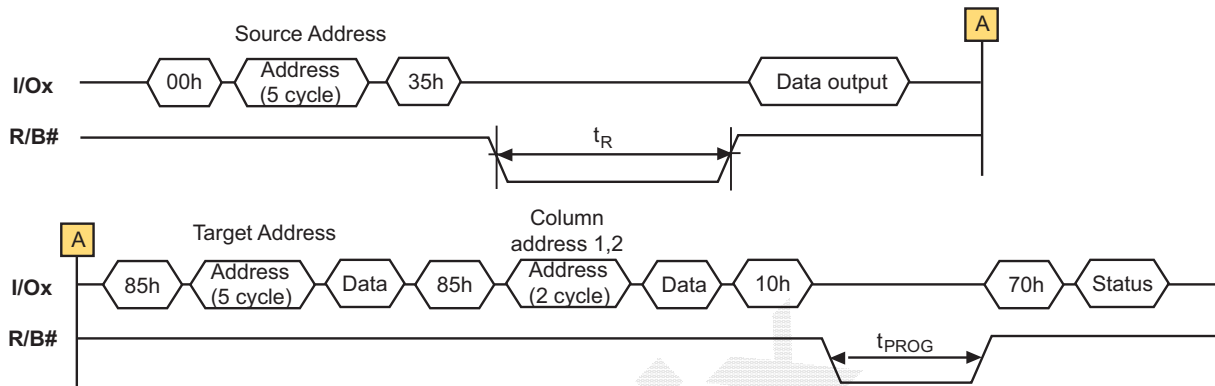 Source Address
A
I/Ox
00h
Address
(5 cycle)
35h
Data output
R/B#
tR
A
Target Address
Column
address 1,2
I/Ox
85h
Address
(5 cycle)
Data
85h
Address
(2 cycle)
Data
10h
70h
Status
R/B#
tPROG